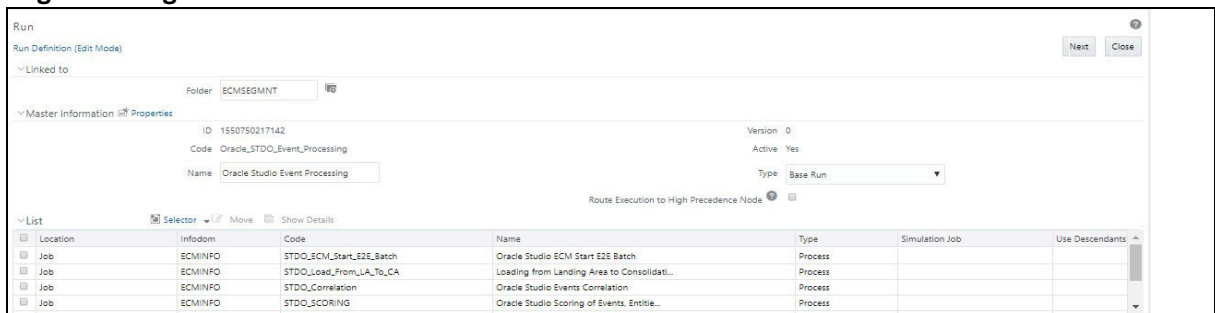 Run
Run Definition (Edit Mode)
Next Close
Linked to
Folder ECMSEGMNT
Master Information Properties
ID 1550750217142 Version 0
Code Oracle_STDO_Event_Processing Active Yes
Name Oracle Studio Event Processing Type Base Run
Route Execution to High Precedence Node
List Selector Move Show Details
Location Infodom Code Name Type Simulation Job Use Descendants
Job ECMINFO STDO_ECM_Start_E2E_Batch Oracle Studio ECM Start E2E Batch Process
Job ECMINFO STDO_Load_From_LA_To_CA Loading from Landing Area to Consolidati... Process
Job ECMINFO STDO_Correlation Oracle Studio Events Correlation Process
Job ECMINFO STDO_SCORING Oracle Studio Scoring of Events, Entitie... Process